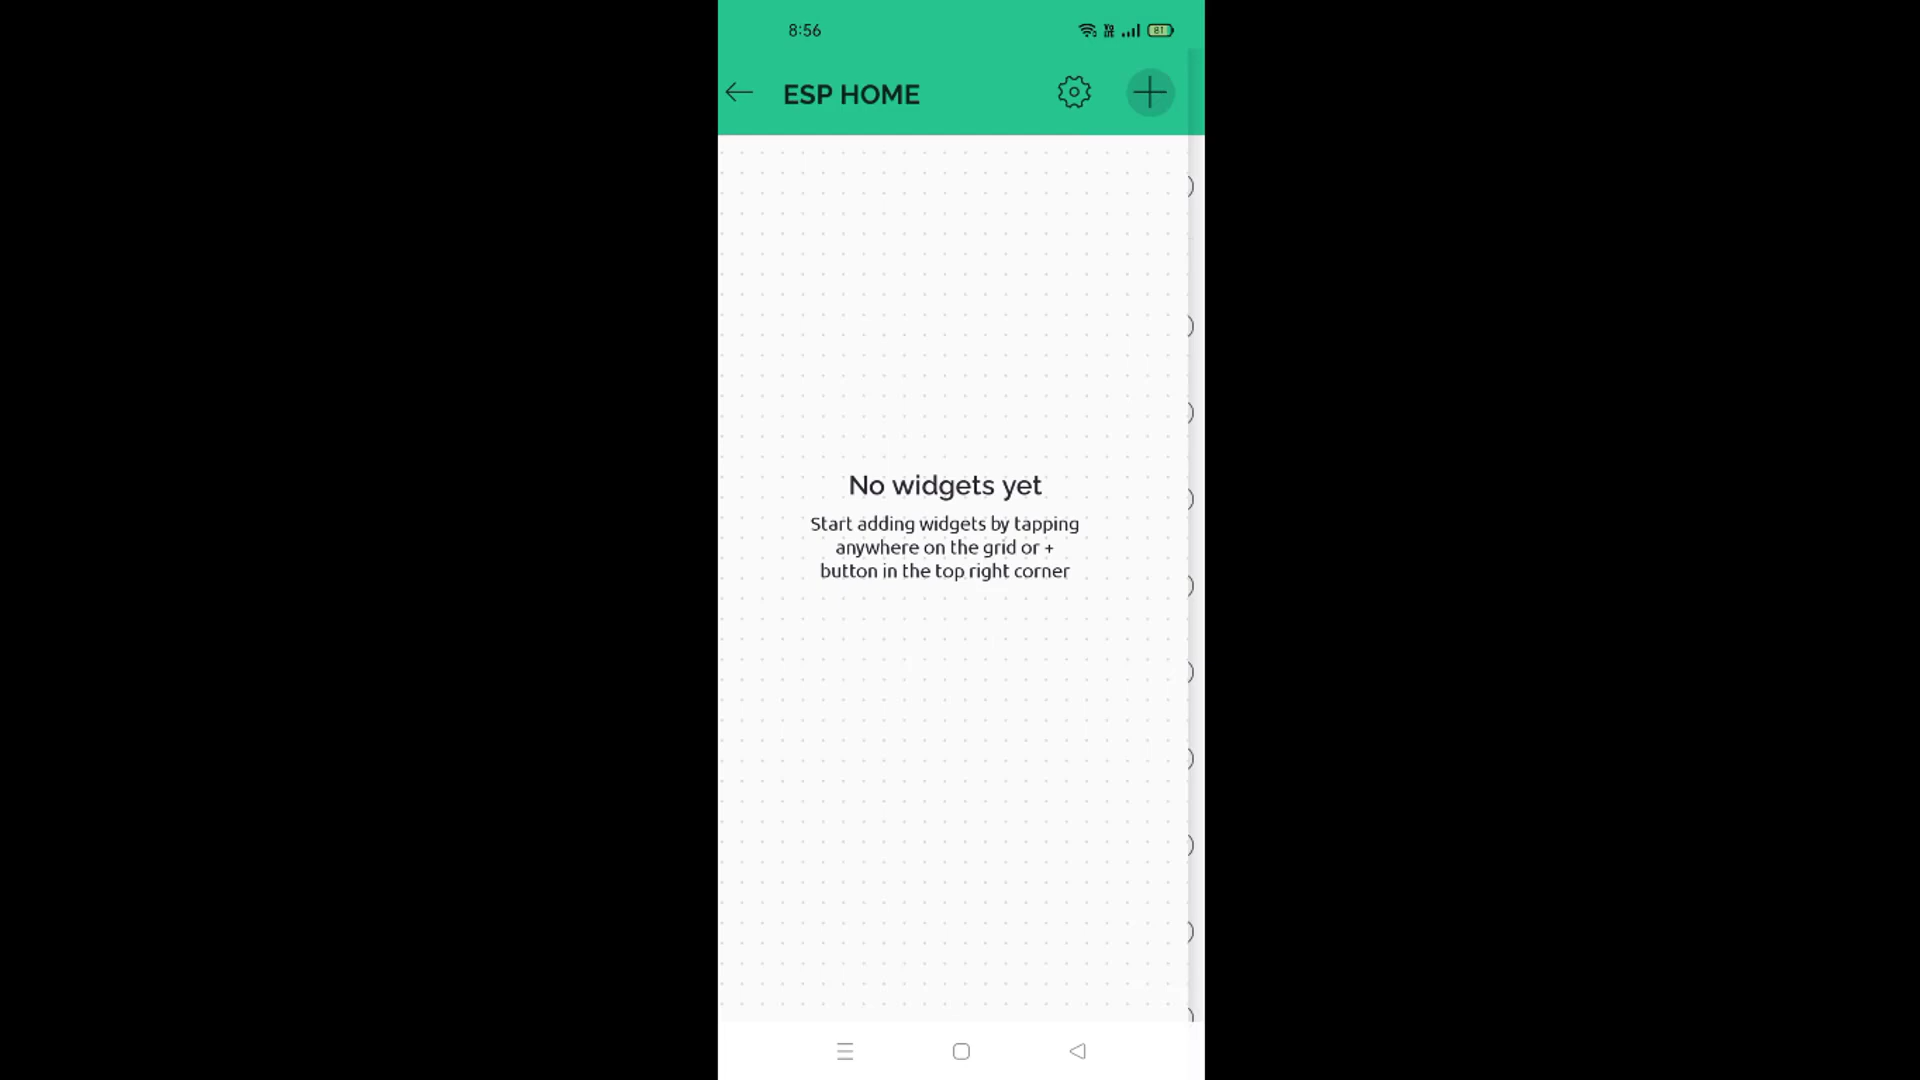 8:56
81
ESP HOME
No widgets yet
Start adding widgets by tapping
anywhere on the grid or +
button in the top right corner